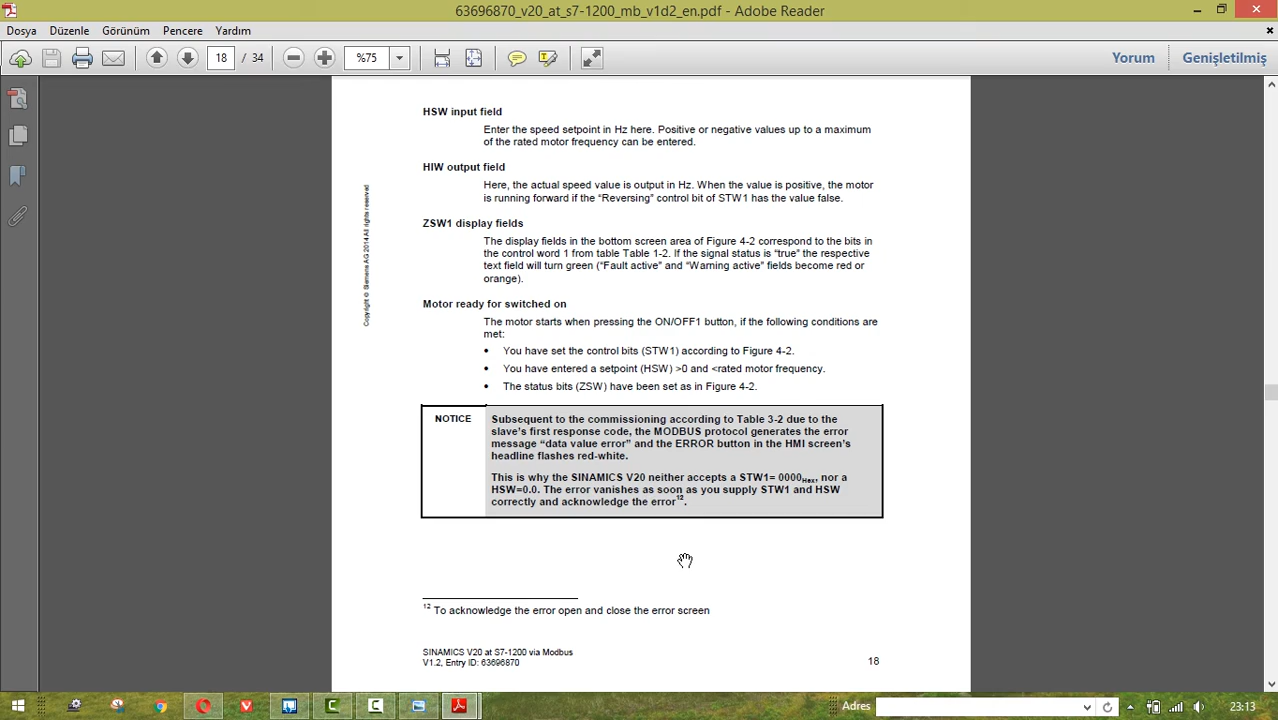 63696870_v20_at_s7-1200_mb_v1d2_en.pdf - Adobe Reader
Dosya Düzenle Görünüm Pencere Yardım
18 / 34 %75 Yorum Genişletilmiş
HSW input field
Enter the speed setpoint in Hz here. Positive or negative values up to a maximum
of the rated motor frequency can be entered.
HIW output field
Here, the actual speed value is output in Hz. When the value is positive, the motor
is running forward if the “Reversing” control bit of STW1 has the value false.
Copyright © Siemens AG 2014 All rights reserved
ZSW1 display fields
The display fields in the bottom screen area of Figure 4-2 correspond to the bits in
the control word 1 from table Table 1-2. If the signal status is “true” the respective
text field will turn green (“Fault active” and “Warning active” fields become red or
orange).
Motor ready for switched on
The motor starts when pressing the ON/OFF1 button, if the following conditions are
met:
• You have set the control bits (STW1) according to Figure 4-2.
• You have entered a setpoint (HSW) >0 and <rated motor frequency.
• The status bits (ZSW) have been set as in Figure 4-2.
NOTICE Subsequent to the commissioning according to Table 3-2 due to the
slave’s first response code, the MODBUS protocol generates the error
message “data value error” and the ERROR button in the HMI screen’s
headline flashes red-white.
This is why the SINAMICS V20 neither accepts a STW1= 0000Hex, nor a
HSW=0.0. The error vanishes as soon as you supply STW1 and HSW
correctly and acknowledge the error12.
12 To acknowledge the error open and close the error screen
SINAMICS V20 at S7-1200 via Modbus
V1.2, Entry ID: 63696870 18
Adres 23:13